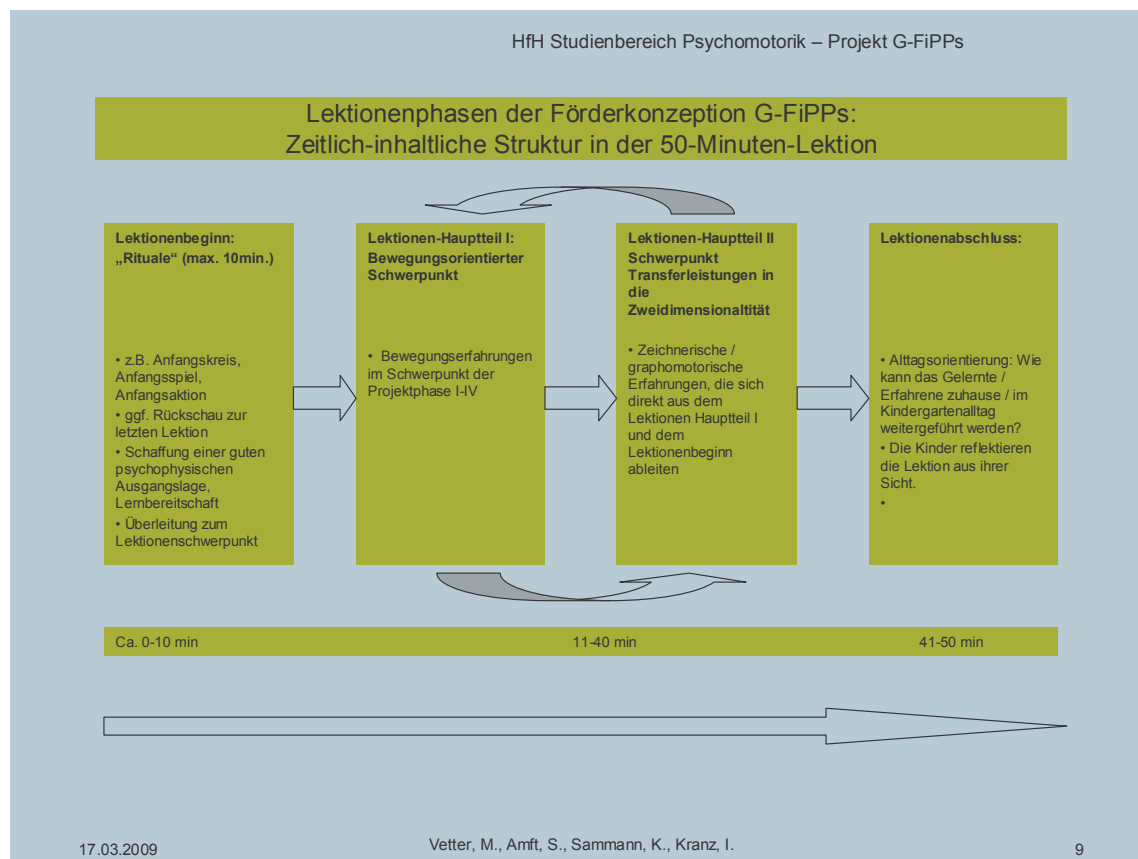 HfH Studienbereich Psychomotorik – Projekt G-FiPPs
Lektionenphasen der Förderkonzeption G-FiPPs:
Zeitlich-inhaltliche Struktur in der 50-Minuten-Lektion
Lektionenbeginn:
„Rituale“ (max. 10min.)
• z.B. Anfangskreis,
Anfangsspiel,
Anfangsaktion
• ggf. Rückschau zur
letzten Lektion
• Schaffung einer guten
psychophysischen
Ausgangslage,
Lernbereitschaft
• Überleitung zum
Lektionenschwerpunkt
Lektionen-Hauptteil I:
Bewegungsorientierter
Schwerpunkt
• Bewegungserfahrungen
im Schwerpunkt der
Projektphase I-IV
Lektionen-Hauptteil II
Schwerpunkt
Transferleistungen in
die
Zweidimensionaltität
• Zeichnerische /
graphomotorische
Erfahrungen, die sich
direkt aus dem
Lektionen Hauptteil I
und dem
Lektionenbeginn
ableiten
Lektionenabschluss:
• Alttagsorientierung: Wie
kann das Gelernte /
Erfahrene zuhause / im
Kindergartenalltag
weitergeführt werden?
• Die Kinder reflektieren
die Lektion aus ihrer
Sicht.
•
Ca. 0-10 min
11-40 min
41-50 min
17.03.2009
Vetter, M., Amft, S., Sammann, K., Kranz, I.
9